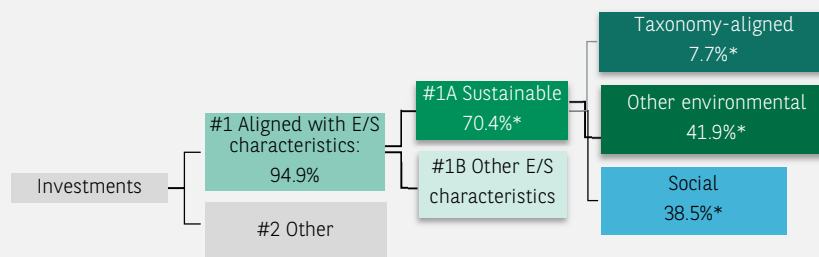 Taxonomy-aligned
7.7%*
#1A Sustainable
70.4%*
Other environmental
41.9%*
#1 Aligned with E/S
characteristics:
94.9%
#1B Other E/S
characteristics
Social
38.5%*
Investments
#2 Other